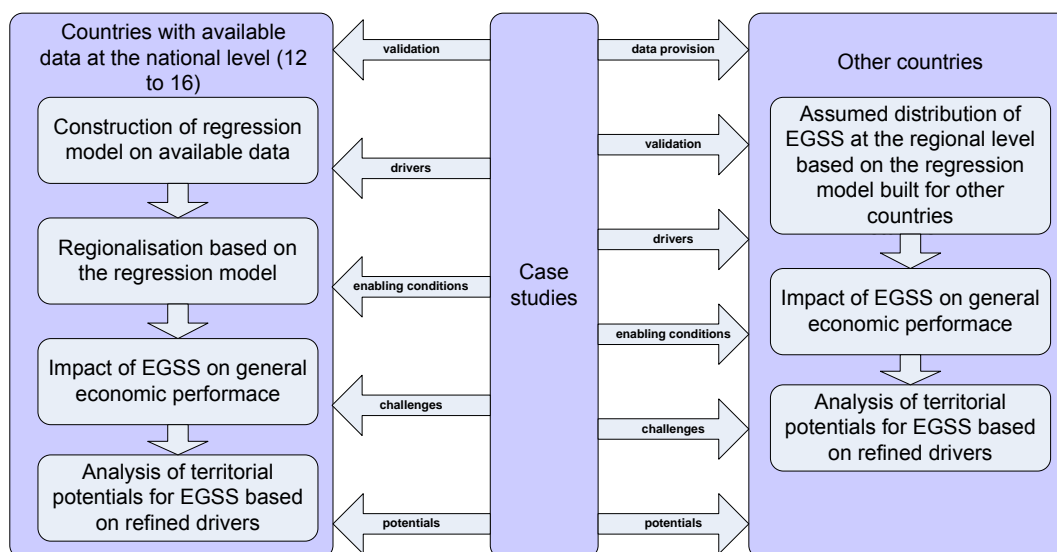 Countries with available
data at the national level (12
to 16)
Construction of regression
model on available data
Regionalisation based on
the regression model
Impact of EGSS on general
economic performace
Analysis of territorial
potentials for EGSS based
on refined drivers
validation
drivers
enabling conditions
challenges
potentials
Case
studies
data provision
validation
drivers
enabling conditions
challenges
potentials
Other countries
Assumed distribution of
EGSS at the regional level
based on the regression
model built for other
countries
Impact of EGSS on general
economic performace
Analysis of territorial
potentials for EGSS based
on refined drivers